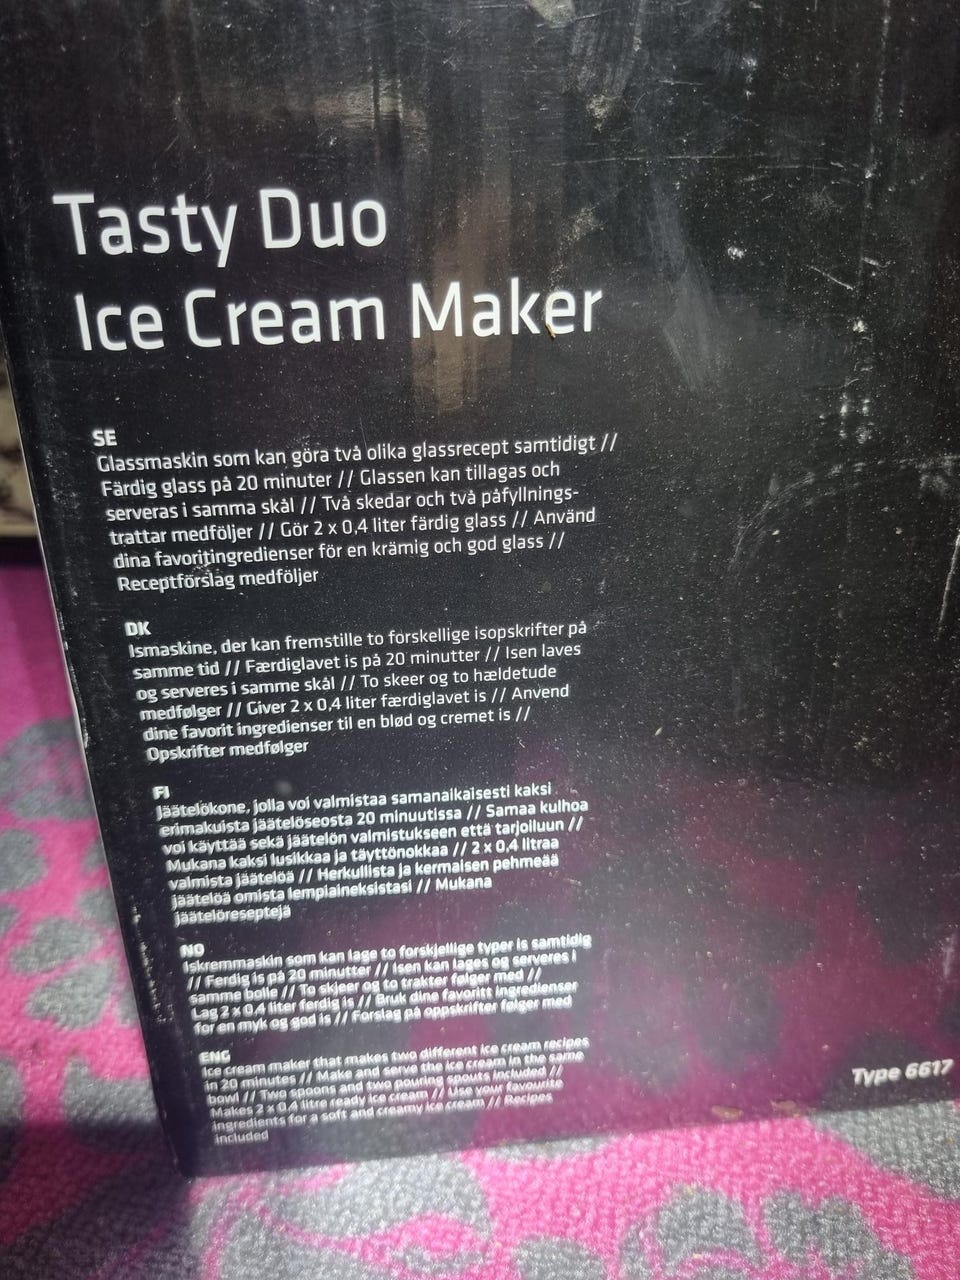 Tasty Duo
Ice Cream Maker
SE
Glassmaskin som kan göra två olika glassrecept samtidigt //
Färdig glass på 20 minuter // Glassen kan tillagas och
serveras i samma skål // Två skedar och två påfyllnings-
trattar medföljer // Gör 2 x 0,4 liter färdig glass // Använd
dina favoritingredienser för en krämig och god glass //
Receptförslag medföljer
DK
Ismaskine, der kan fremstille to forskellige isopskrifter på
samme tid // Færdiglavet is på 20 minutter // Isen laves
og serveres i samme skål // To skeer og to hældetude
medfølger // Giver 2 x 0,4 liter færdiglavet is // Anvend
dine favorit ingredienser til en blød og cremet is //
Opskrifter medfølger
FI
Jäätelökone, jolla voi valmistaa samanaikaisesti kaksi
erimakuista jäätelöseosta 20 minuutissa // Samaa kulhoa
voi käyttää sekä jäätelön valmistukseen että tarjoiluun //
Mukana kaksi lusikkaa ja täyttönokkaa // 2 x 0,4 litraa
valmista jäätelöä // Herkullista ja kermaisen pehmeää
jäätelöä omista lempiaineksistasi // Mukana
jäätelöreseptejä
NO
Iskremmaskin som kan lage to forskjellige typer is samtidig
// Ferdig is på 20 minutter // Isen kan lages og serveres i
samme bolle // To skjeer og to trakter følger med //
Lag 2 x 0,4 liter ferdig is // Bruk dine favoritt ingredienser
for en myk og god is // Forslag på oppskrifter følger med
ENG
Ice cream maker that makes two different ice cream recipes
in 20 minutes // Make and serve the ice cream in the same
bowl // Two spoons and two pouring spouts included //
Makes 2 x 0,4 litre ready ice cream // Use your favourite
ingredients for a soft and creamy ice cream // Recipes
included
Type 6617